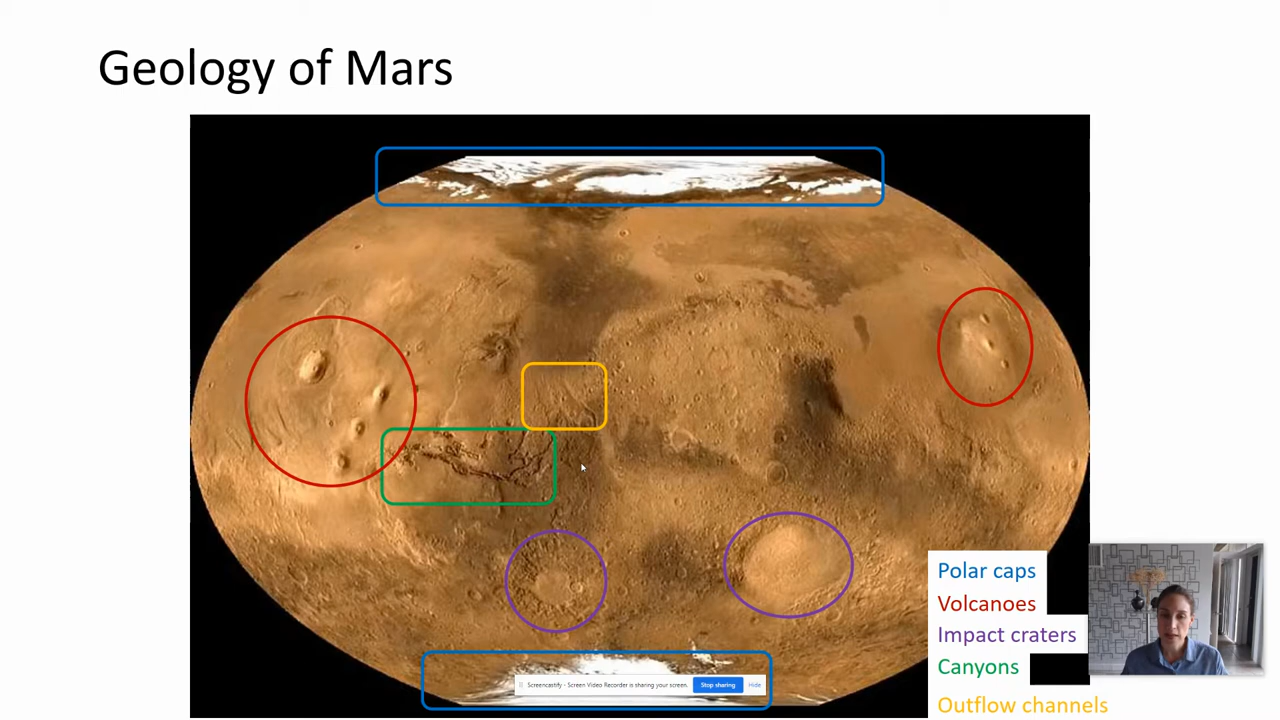 Geology of Mars
Polar caps
Volcanoes
Impact craters
Canyons
Screencastify - Screen Video Recorder is sharing your screen. Stop sharing Hide
Outflow channels